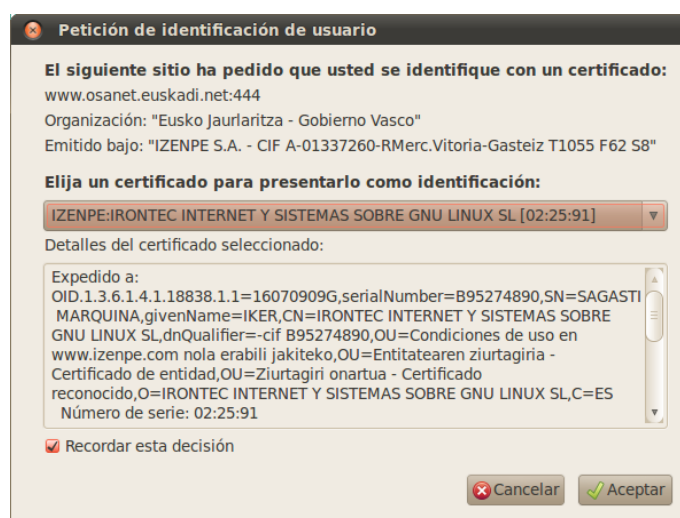 Petición de identificación de usuario
El siguiente sitio ha pedido que usted se identifique con un certificado:
www.osanet.euskadi.net:444
Organización: "Eusko Jaurlaritza - Gobierno Vasco"
Emitido bajo: "IZENPE S.A. - CIF A-01337260-RMerc.Vitoria-Gasteiz T1055 F62 S8"
Elija un certificado para presentarlo como identificación:
IZENPE:IRONTEC INTERNET Y SISTEMAS SOBRE GNU LINUX SL [02:25:91]
Detalles del certificado seleccionado:
Expedido a:
OID.1.3.6.1.4.1.18838.1.1=16070909G,serialNumber=B95274890,SN=SAGASTI
MARQUINA,givenName=IKER,CN=IRONTEC INTERNET Y SISTEMAS SOBRE
GNU LINUX SL,dnQualifier=-cif B95274890,OU=Condiciones de uso en
www.izenpe.com nola erabili jakiteko,OU=Entitatearen ziurtagiria -
Certificado de entidad,OU=Ziurtagiri onartua - Certificado
reconocido,O=IRONTEC INTERNET Y SISTEMAS SOBRE GNU LINUX SL,C=ES
Número de serie: 02:25:91
Recordar esta decisión
Cancelar Aceptar